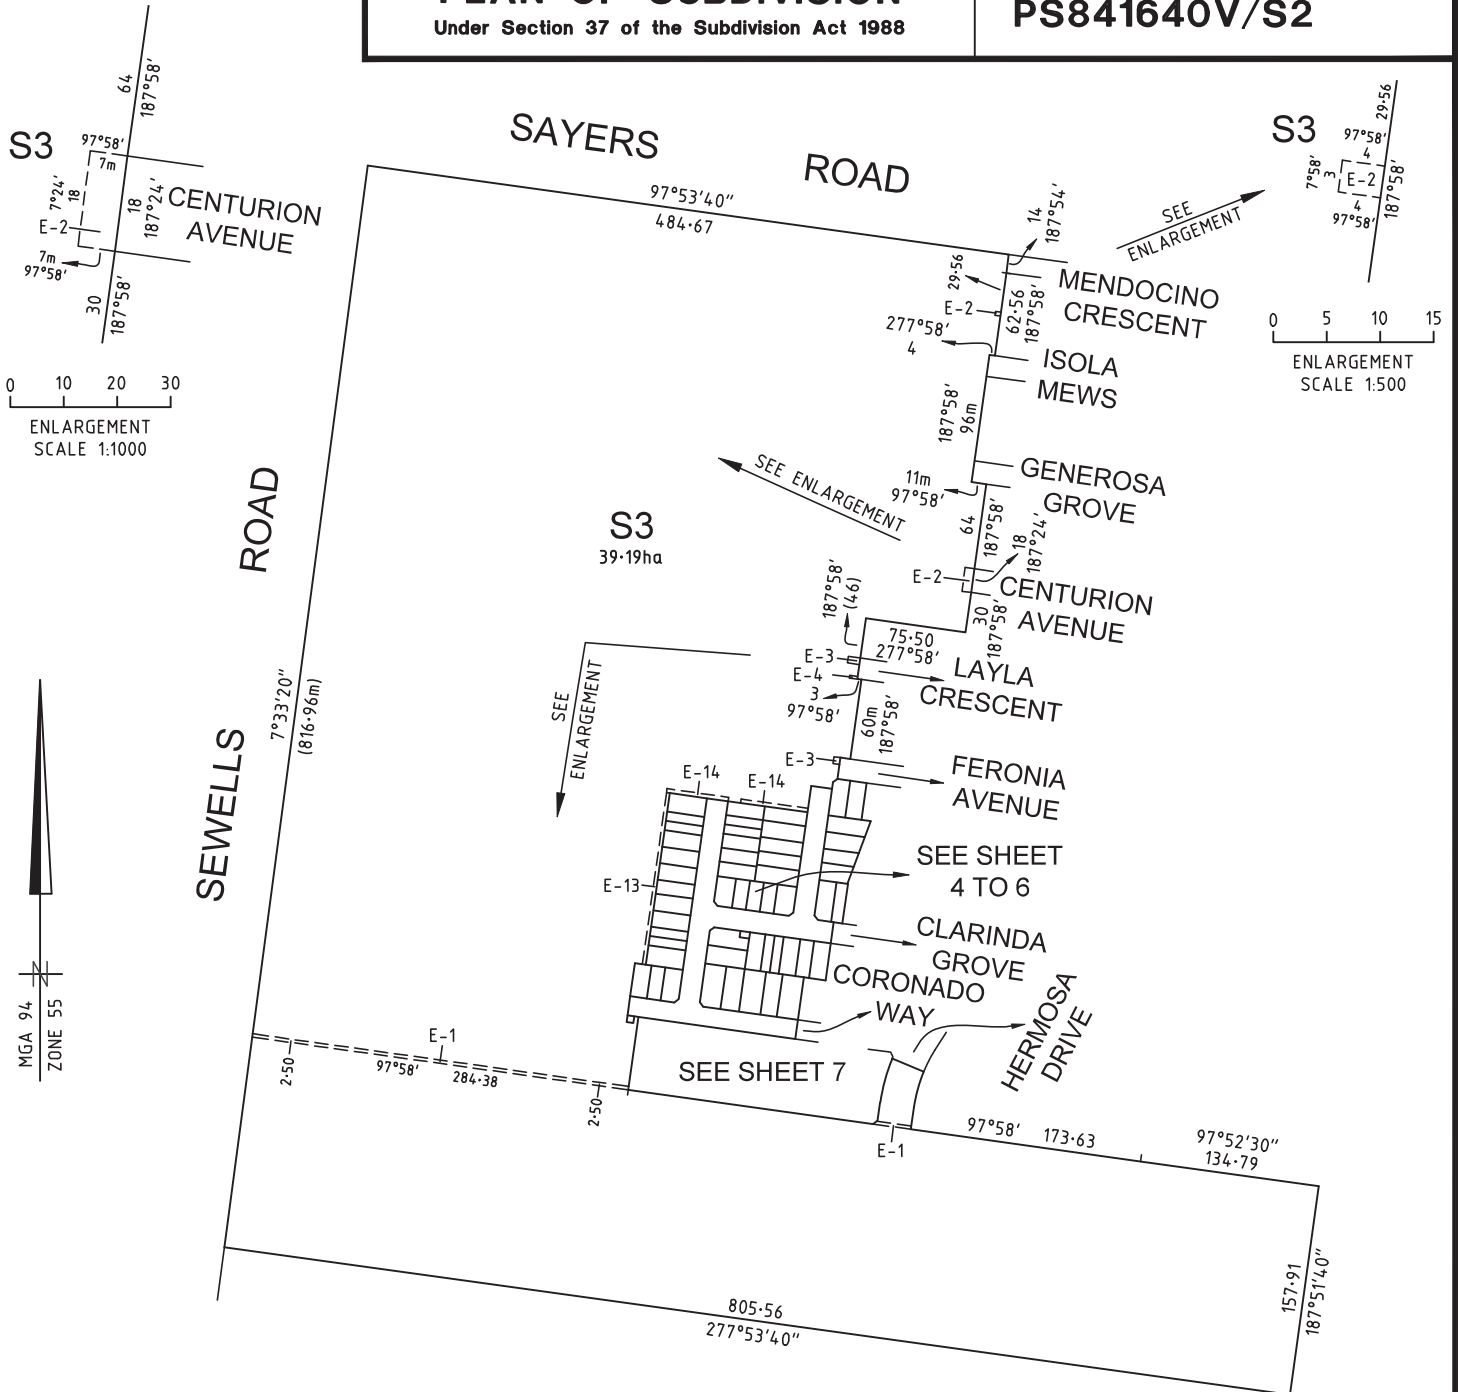 PLAN OF SUBDIVISION
Under Section 37 of the Subdivision Act 1988
PS841640V/S2
64
187°58'
S3
97°58'
7m
7°24'
18
18
187°24'
E-2
7m
97°58'
30
187°58'
CENTURION
AVENUE
0 10 20 30
ENLARGEMENT
SCALE 1:1000
SAYERS
ROAD
97°53'40"
484·67
14
187°54'
SEE
ENLARGEMENT
S3
29·56
97°58'
4
7°58'
3
E-2
4
97°58'
187°58'
0 5 10 15
ENLARGEMENT
SCALE 1:500
29·56
E-2
62·56
187°58'
MENDOCINO
CRESCENT
277°58'
4
ISOLA
MEWS
187°58'
96m
GENEROSA
GROVE
11m
97°58'
SEE ENLARGEMENT
64
187°58'
18
187°24'
E-2
CENTURION
AVENUE
30
187°58'
S3
39·19ha
187°58'
(46)
75·50
277°58'
E-3
E-4
3
97°58'
LAYLA
CRESCENT
60m
187°58'
SEE
ENLARGEMENT
ROAD
SEWELLS
7°33'20"
(816·96m)
E-3
FERONIA
AVENUE
E-14
E-14
E-13
SEE SHEET
4 TO 6
CLARINDA
GROVE
CORONADO
WAY
HERMOSA
DRIVE
MGA 94
ZONE 55
N
E-1
2·50
97°58'
284·38
2·50
SEE SHEET 7
E-1
97°58' 173·63
97°52'30"
134·79
157·91
187°51'40"
805·56
277°53'40"